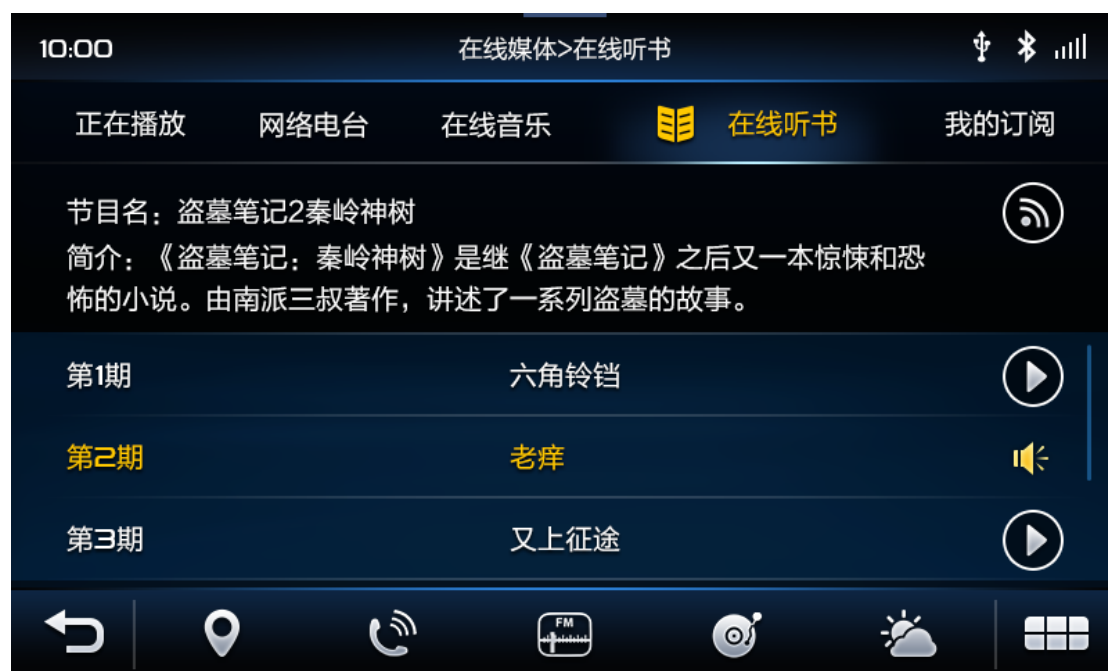 10:00 在线媒体>在线听书
正在播放 网络电台 在线音乐 在线听书 我的订阅
节目名：盗墓笔记2秦岭神树
简介：《盗墓笔记：秦岭神树》是继《盗墓笔记》之后又一本惊悚和恐
怖的小说。由南派三叔著作，讲述了一系列盗墓的故事。
第1期 六角铃铛
第2期 老痒
第3期 又上征途
FM